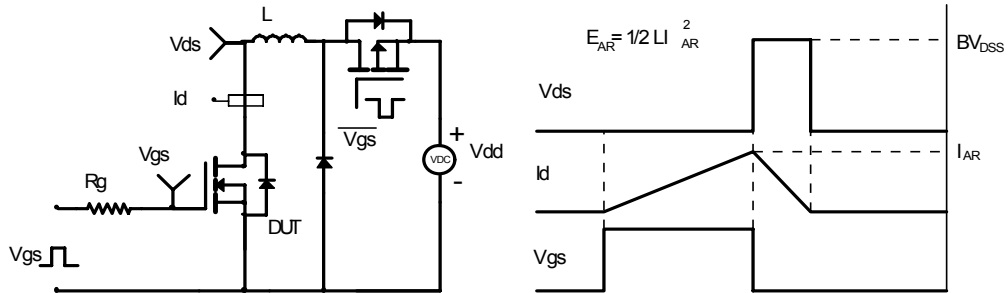 L
Vds
Id
Vgs
Rg
DUT
Vgs
Vgs
+
VDC
Vdd
-
E_AR= 1/2 LI²_AR
BV_DSS
Vds
I_AR
Id
Vgs